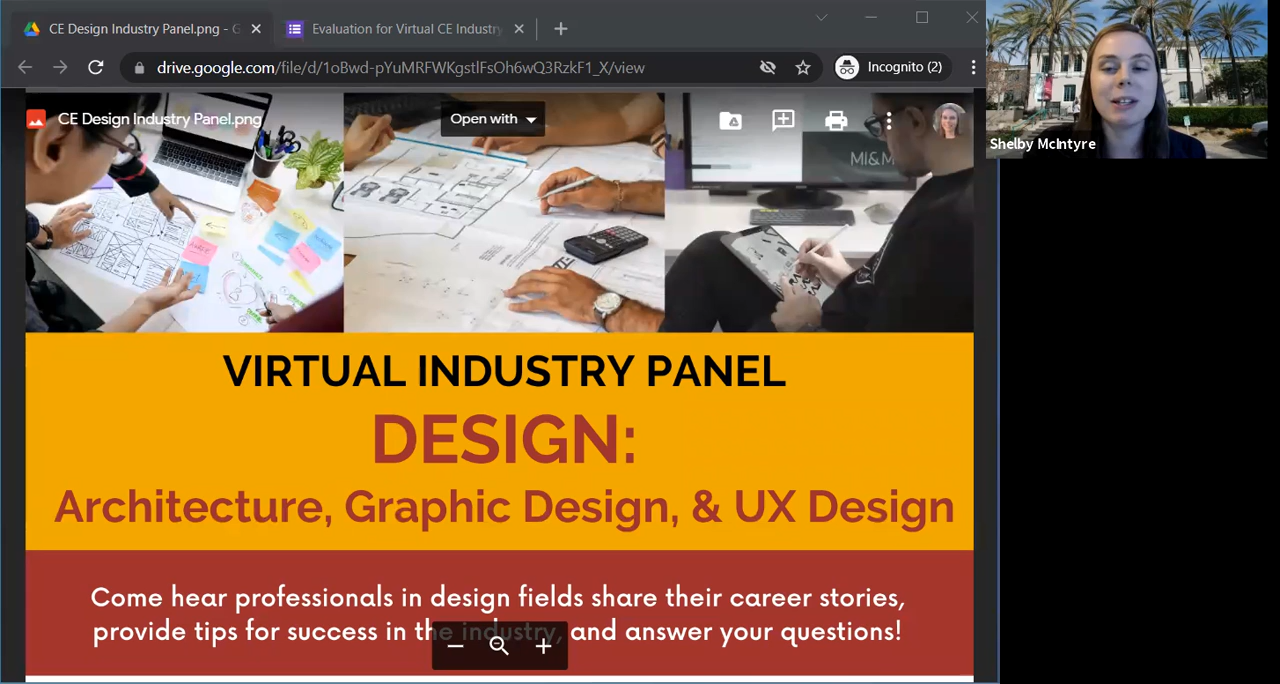 CE Design Industry Panel.png - G
Evaluation for Virtual CE Industry
drive.google.com/file/d/1oBwd-pYuMRFWKgstlFsOh6wQ3RzkF1_X/view
Incognito (2)
CE Design Industry Panel.png
Open with
MI&M
Shelby McIntyre
VIRTUAL INDUSTRY PANEL
DESIGN:
Architecture, Graphic Design, & UX Design
Come hear professionals in design fields share their career stories,
provide tips for success in the industry, and answer your questions!